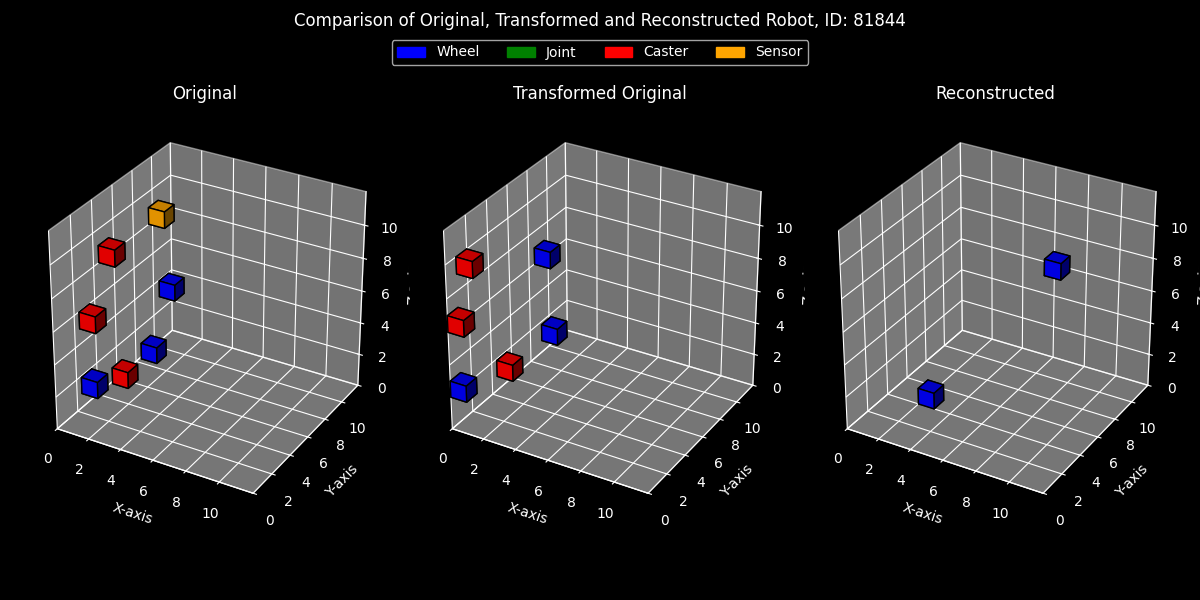 Comparison of Original, Transformed and Reconstructed Robot, ID: 81844
Wheel Joint Caster Sensor
Original Transformed Original Reconstructed
10 10 10
8 8 8
6 6 6
4 4 4
2 2 2
0 0 0
10 10 10
8 8 8
6 6 6
4 4 4
2 2 2
0 0 0
0 2 4 6 8 10 0 2 4 6 8 10 0 2 4 6 8 10
X-axis Y-axis X-axis Y-axis X-axis Y-axis